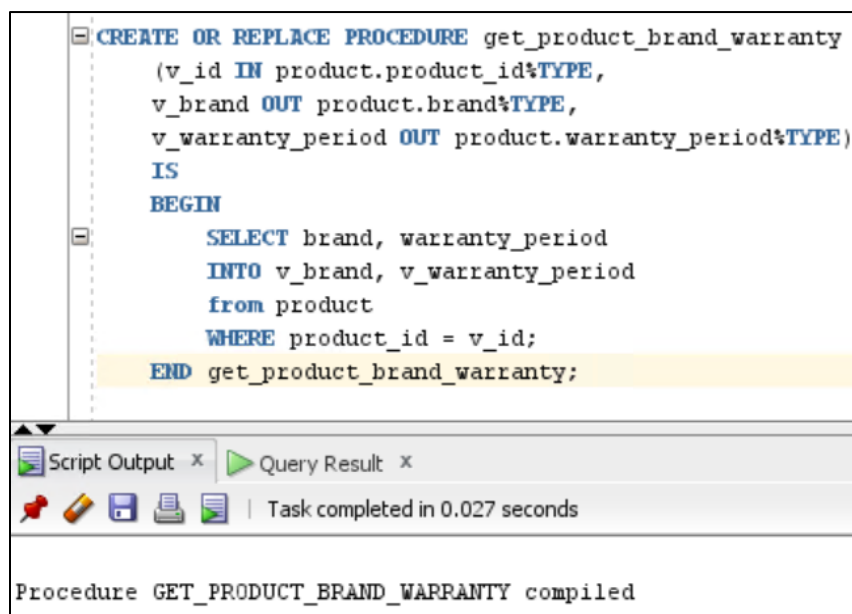 CREATE OR REPLACE PROCEDURE get_product_brand_warranty
(v_id IN product.product_id%TYPE,
v_brand OUT product.brand%TYPE,
v_warranty_period OUT product.warranty_period%TYPE)
IS
BEGIN
SELECT brand, warranty_period
INTO v_brand, v_warranty_period
from product
WHERE product_id = v_id;
END get_product_brand_warranty;
Script Output x Query Result x
Task completed in 0.027 seconds
Procedure GET_PRODUCT_BRAND_WARRANTY compiled